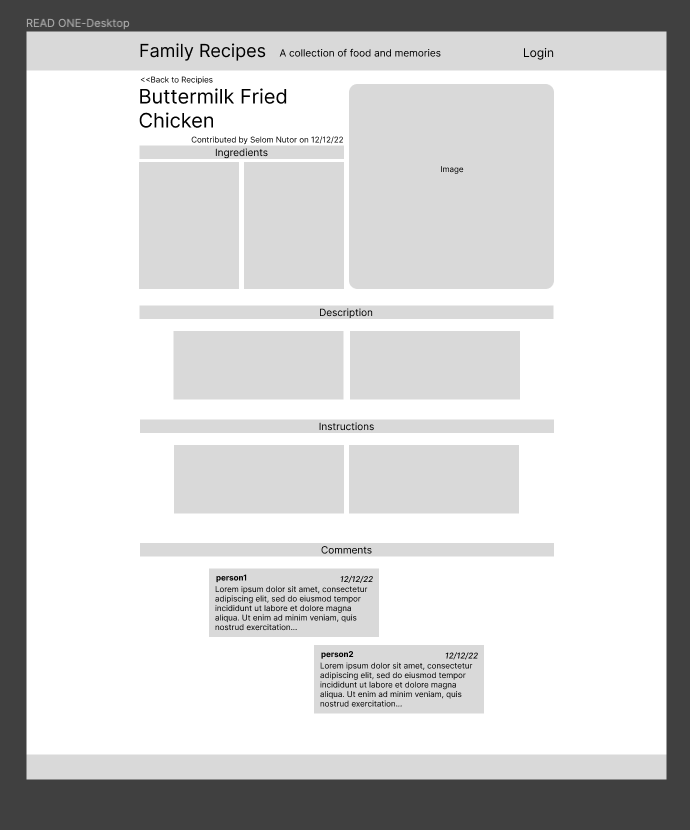 READ ONE-Desktop
Family Recipes
A collection of food and memories
Login
<<Back to Recipies
Buttermilk Fried
Chicken
Contributed by Selom Nutor on 12/12/22
Ingredients
Image
Description
Instructions
Comments
person1
12/12/22
Lorem ipsum dolor sit amet, consectetur
adipiscing elit, sed do eiusmod tempor
incididunt ut labore et dolore magna
aliqua. Ut enim ad minim veniam, quis
nostrud exercitation...
person2
12/12/22
Lorem ipsum dolor sit amet, consectetur
adipiscing elit, sed do eiusmod tempor
incididunt ut labore et dolore magna
aliqua. Ut enim ad minim veniam, quis
nostrud exercitation...